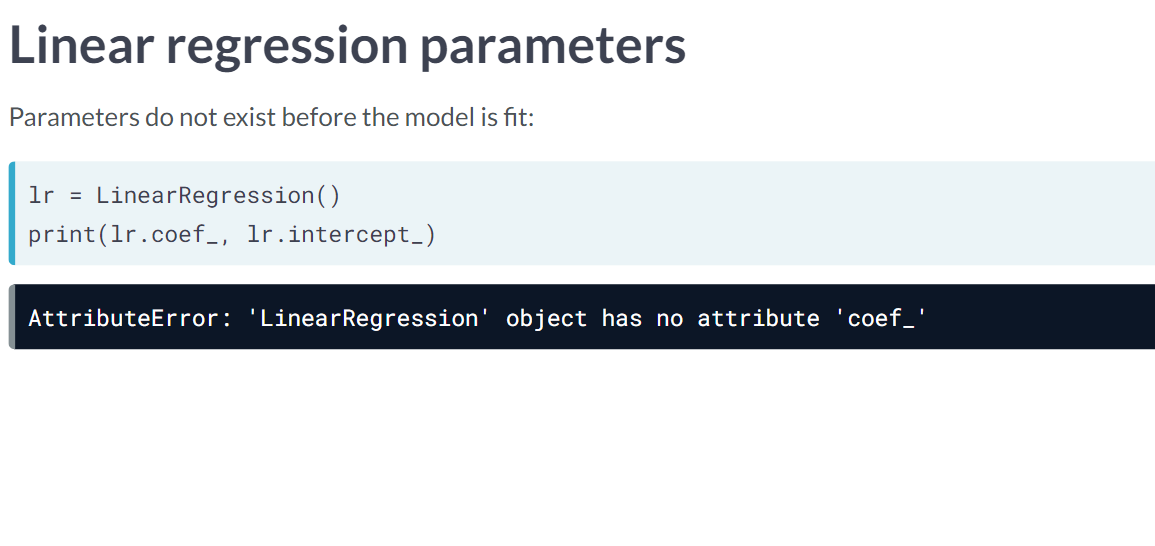 Linear regression parameters
Parameters do not exist before the model is fit:
lr = LinearRegression()
print(lr.coef_, lr.intercept_)
AttributeError: 'LinearRegression' object has no attribute 'coef_'